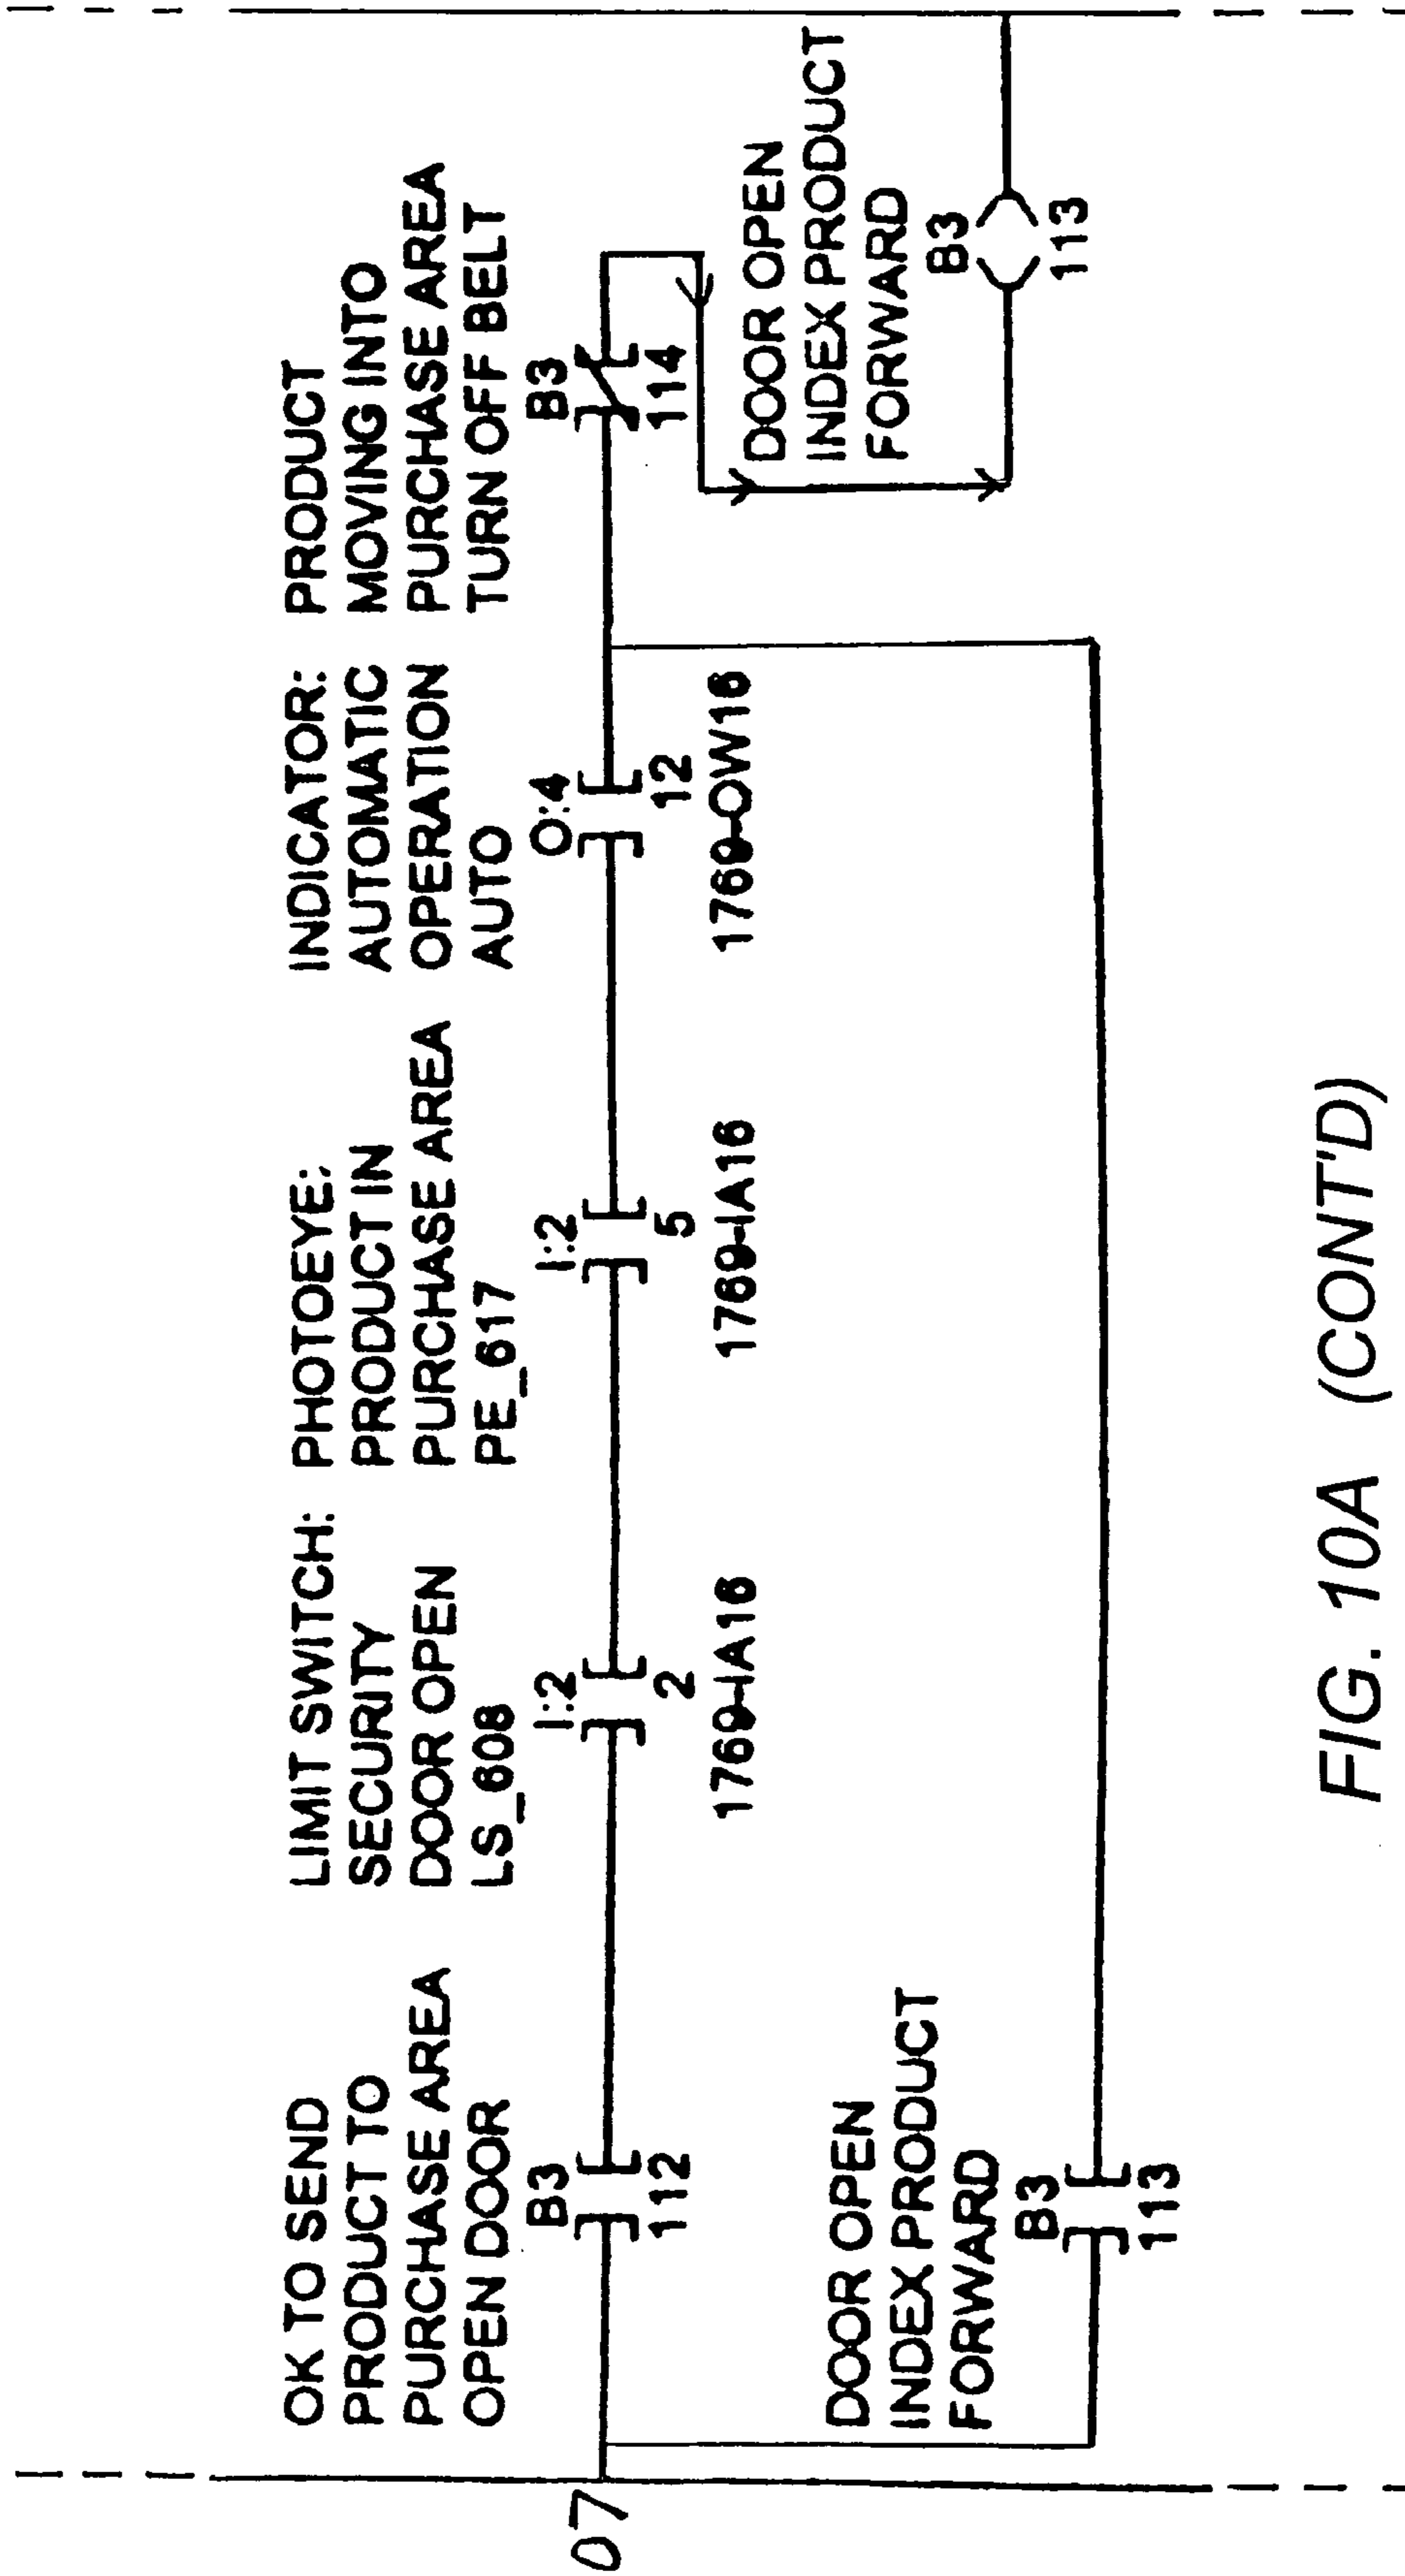 OK TO SEND
PRODUCT TO
PURCHASE AREA
OPEN DOOR
B3
112
LIMIT SWITCH:
SECURITY
DOOR OPEN
LS_608
I:2
2
1769-IA16
PHOTOEYE:
PRODUCT IN
PURCHASE AREA
PE_617
I:2
5
1769-IA16
INDICATOR:
AUTOMATIC
OPERATION
AUTO
O:4
12
1769-OW16
PRODUCT
MOVING INTO
PURCHASE AREA
TURN OFF BELT
B3
114
07
DOOR OPEN
INDEX PRODUCT
FORWARD
B3
113
DOOR OPEN
INDEX PRODUCT
FORWARD
B3
113
FIG. 10A (CONT'D)